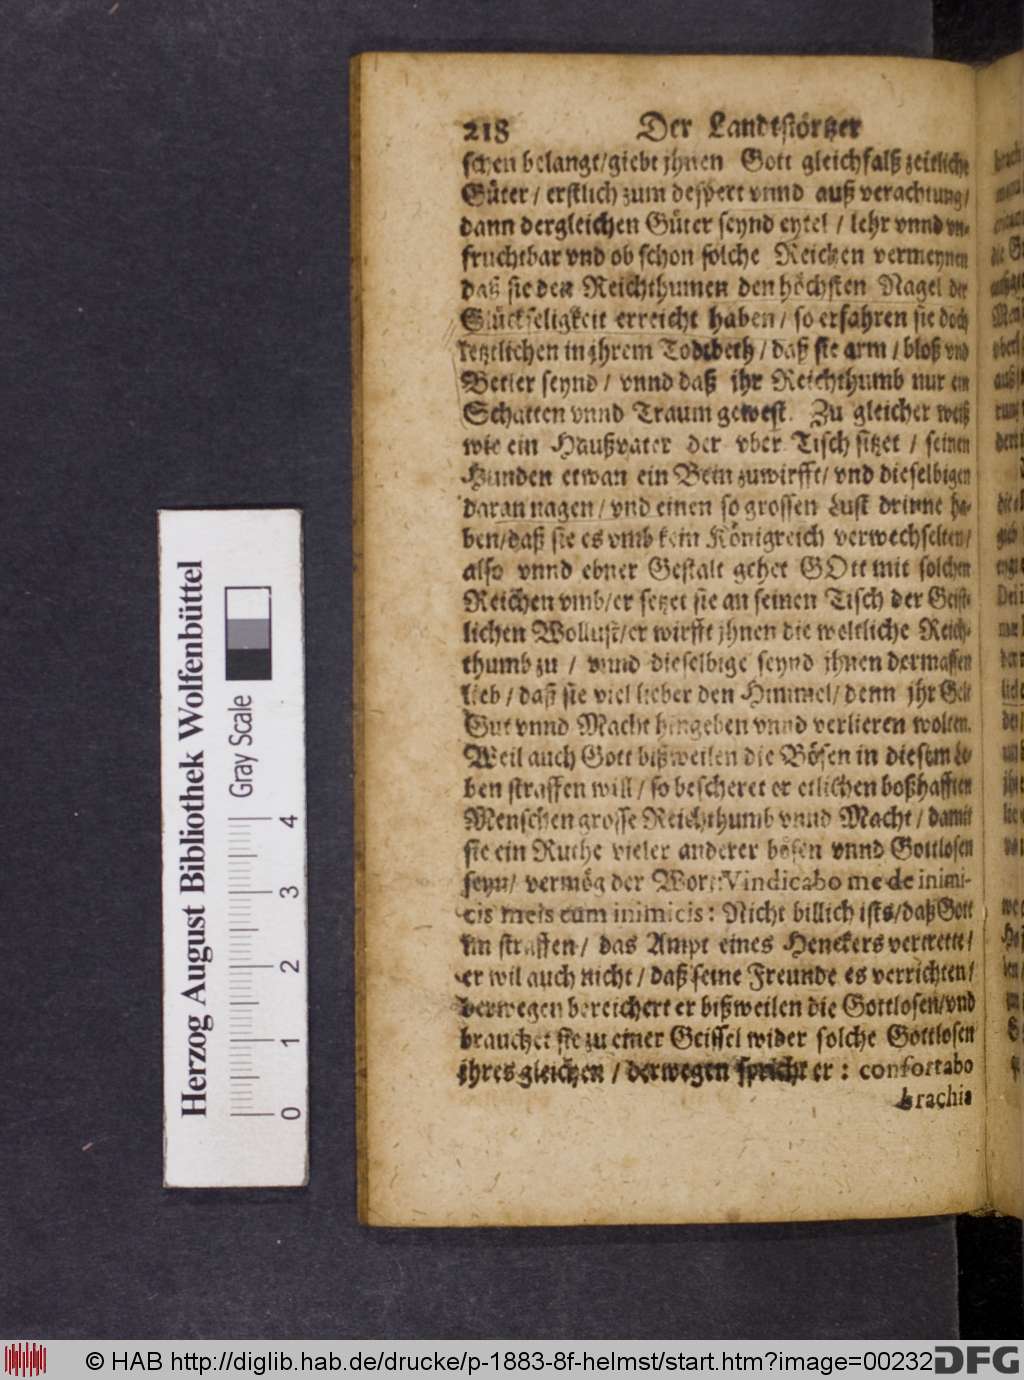 218 Der Landtstörtzer
sehen belangt/giebt jhnen Gott gleichfalß zeitliche
Güter / erstlich zum despect vnnd auß verachtung/
dann dergleichen Güter seynd eytel / lehr vnnd vn-
fruchtbar vnd ob schon solche Reichen vermeynen
daß sie den Reichthumen den höchsten Nagel der
Glückseligkeit erreicht haben / so erfahren sie doch
letztlichen in jhrem Todtbeth / daß sie arm / bloß vnd
Betler seynd / vnnd daß jhr Reichthumb nur ein
Schatten vnnd Traum gewest. Zu gleicher weiß
wie ein Haußvater der vber Tisch sitzet / seinen
Hunden etwan ein Bein zuwirfft/ vnd dieselbigen
daran nagen / vnd einen so grossen Lust drinne ha-
ben/daß sie es vmb kein Königreich verwechselten/
also vnnd ebner Gestalt gehet GOtt mit solchen
Reichen vmb/er setzet sie an seinen Tisch der Geist-
lichen Wollust/er wirfft jhnen die weltliche Reich-
thumb zu / vnnd dieselbige seynd jhnen dermassen
lieb / daß sie viel lieber den Himmel/ denn jhr Gelt
Gut vnnd Macht hingeben vnnd verlieren wolten.
Weil auch Gott bißweilen die Bösen in diesem Le-
ben straffen will / so bescheret er etlichen boßhafften
Menschen grosse Reichthumb vnnd Macht / damit
sie ein Ruthe vieler anderer bösen vnnd Gottlosen
seyn/ vermög der Wort: Vindicabo me de inimi-
cis meis cum inimicis: Nicht billich ists/daß Gott
im straffen / das Ampt eines Henckers vertrette/
er wil auch nicht / daß seine Freunde es verrichten/
derwegen bereichert er bißweilen die Gottlosen/vnd
brauchet sie zu einer Geissel wider solche Gottlosen
jhres gleichen / derwegen spricht er : confortabo
brachia
Herzog August Bibliothek Wolfenbüttel
Gray Scale
0 1 2 3 4
© HAB http://diglib.hab.de/drucke/p-1883-8f-helmst/start.htm?image=00232
DFG